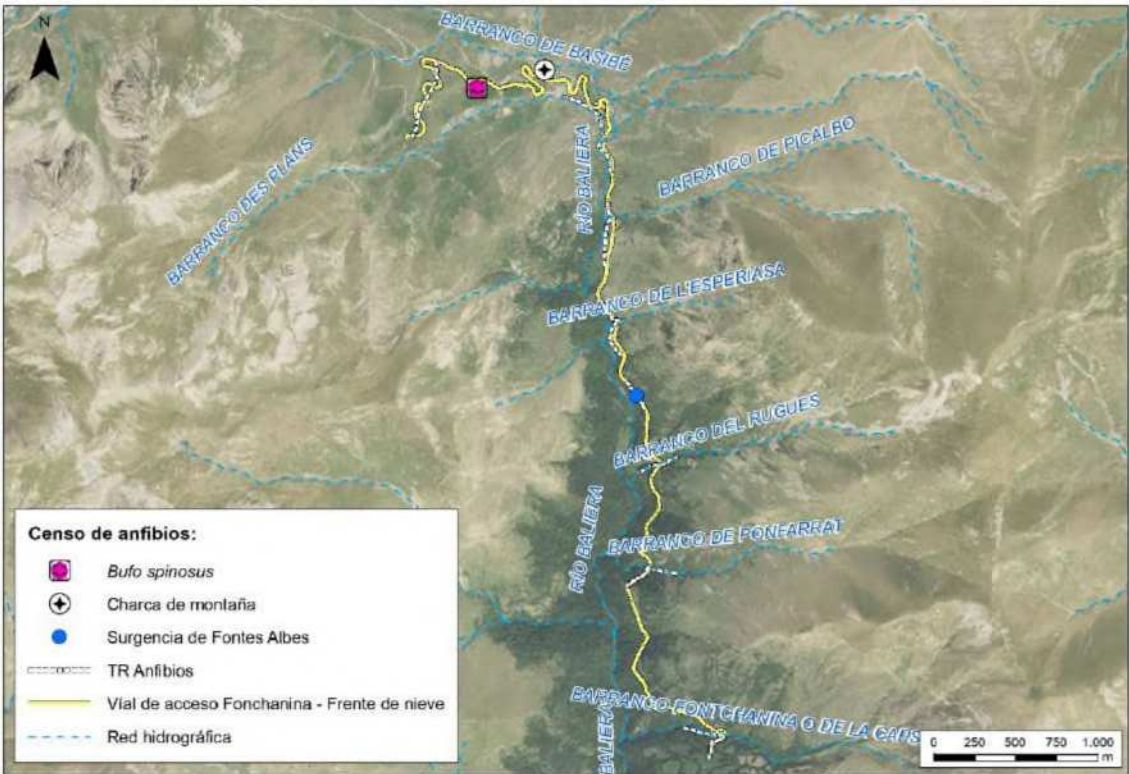 N
BARRANCO DE BASIBÉ
BARRANCO DES PLANS
RÍO BALIERA
BARRANCO DE PICALBO
BARRANCO DE L'ESPERIASA
BARRANCO DEL RUGUES
RÍO BALIERA
BARRANCO DE PONFARRAT
BARRANCO FONTCHANINA O DE LA CAPS
BALIERA
Censo de anfibios:
Bufo spinosus
Charca de montaña
Surgencia de Fontes Albes
TR Anfibios
Vial de acceso Fonchanina - Frente de nieve
Red hidrográfica
0 250 500 750 1.000
m